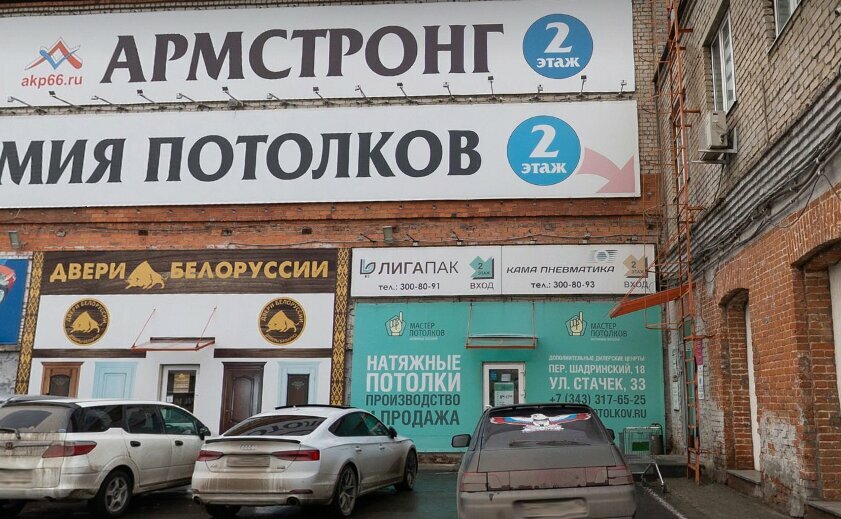 АРМСТРОНГ
2 этаж
akp66.ru
МИЯ ПОТОЛКОВ
2 этаж
ДВЕРИ БЕЛОРУССИИ
ЛИГАПАК
2 ЭТАЖ
ВХОД
тел.: 300-80-91
КАМА ПНЕВМАТИКА
2 ЭТАЖ
ВХОД
тел.: 300-80-93
МАСТЕР ПОТОЛКОВ
НАТЯЖНЫЕ
ПОТОЛКИ
ПРОИЗВОДСТВО
ПРОДАЖА
МАСТЕР ПОТОЛКОВ
ДОПОЛНИТЕЛЬНЫЕ ДИЛЕРСКИЕ ЦЕНТРЫ
ПЕР. ШАДРИНСКИЙ, 18
УЛ. СТАЧЕК, 33
+7 (343) 317-65-25